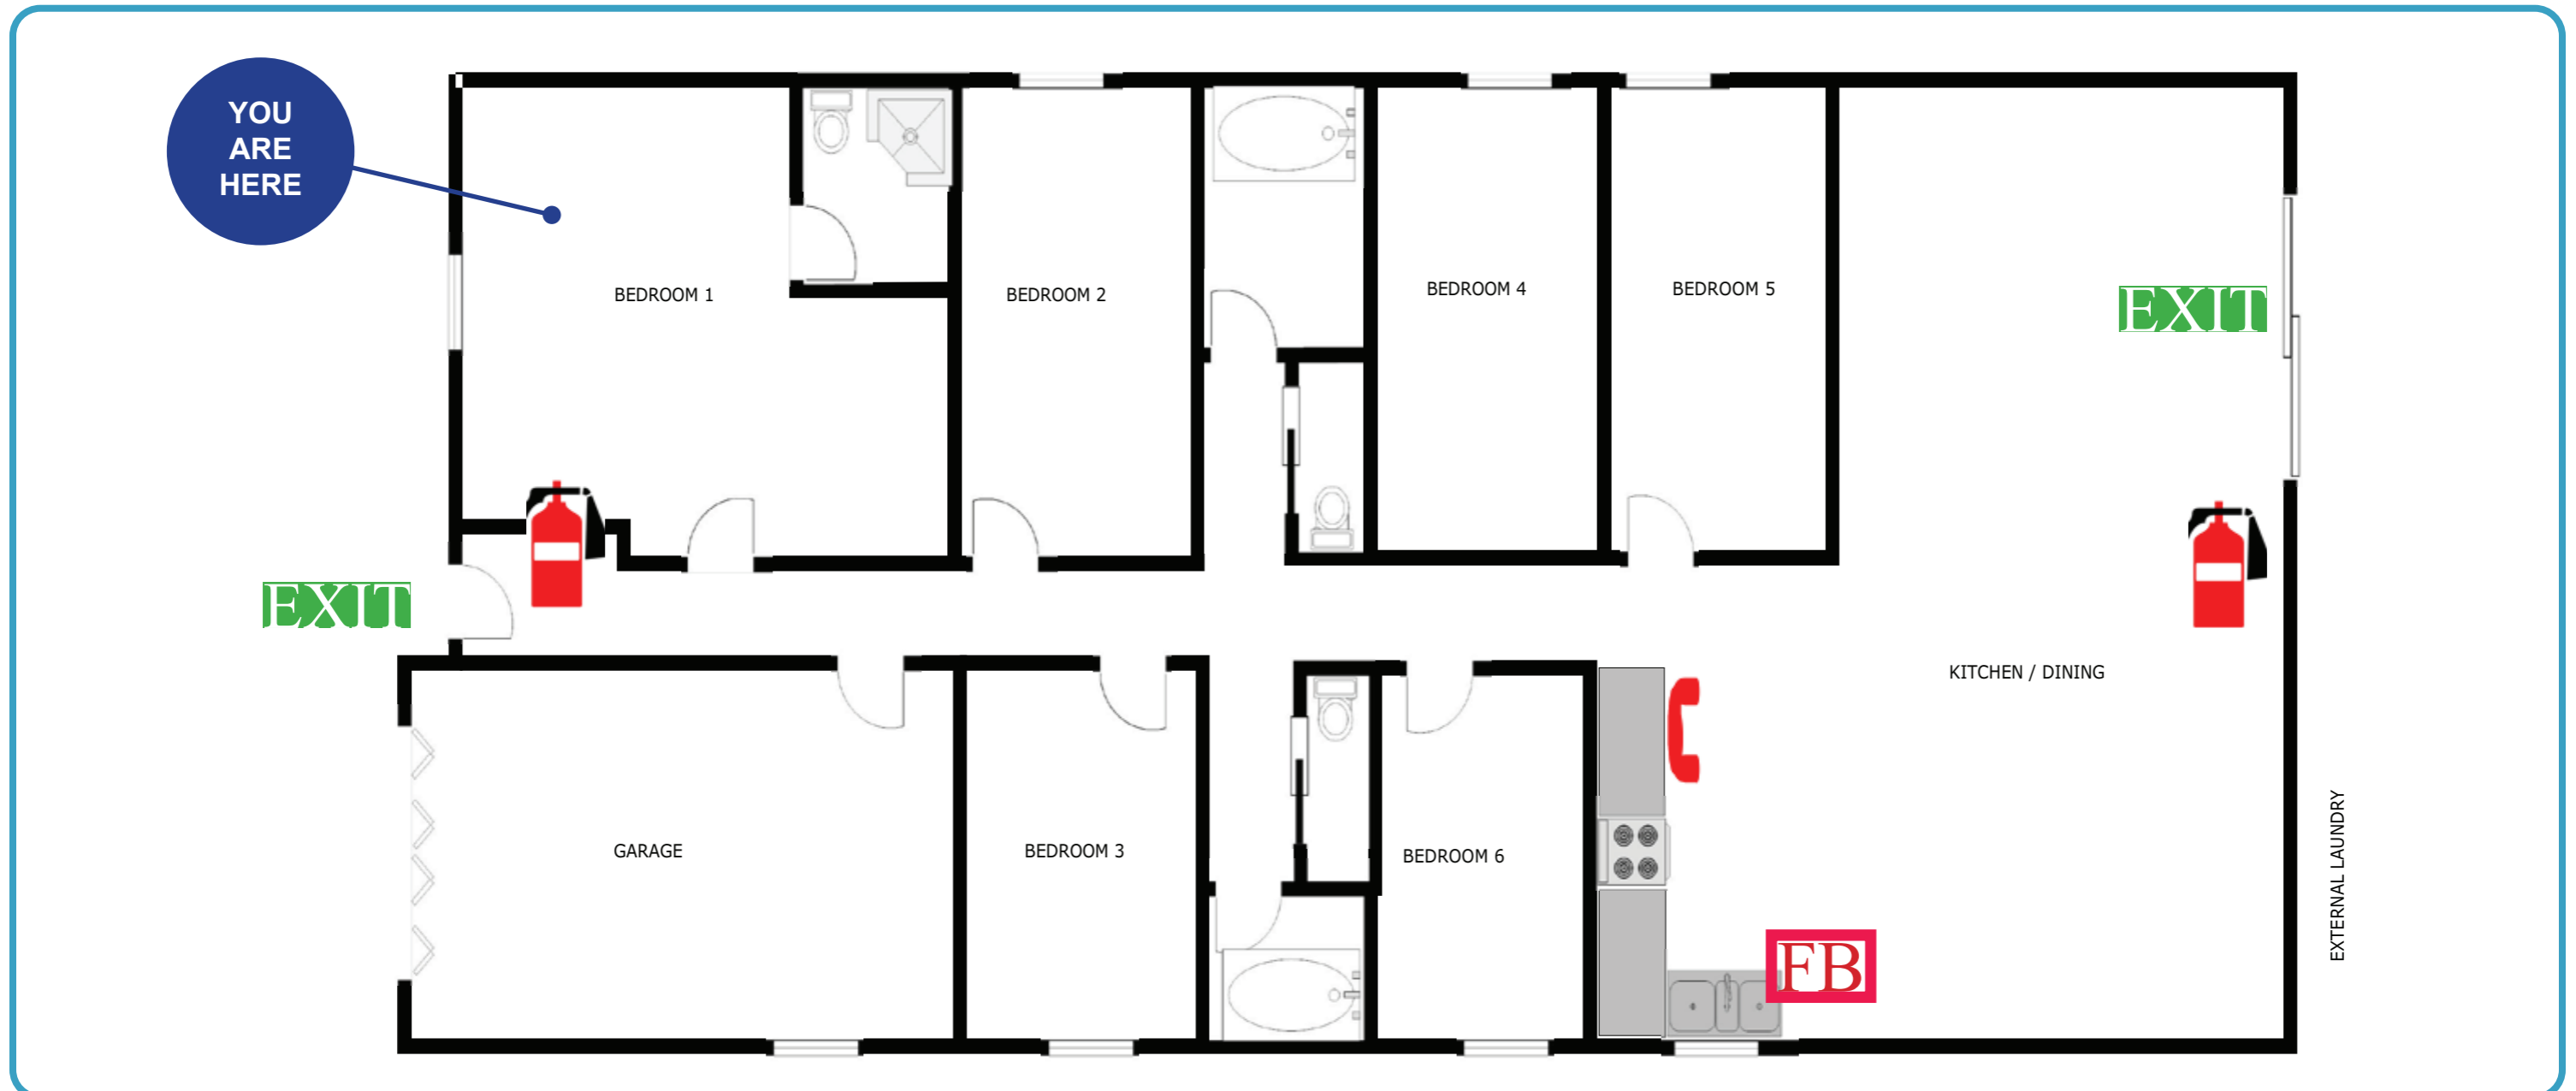 YOU
ARE
HERE
BEDROOM 1
BEDROOM 2
BEDROOM 4
BEDROOM 5
EXIT
EXIT
KITCHEN / DINING
GARAGE
BEDROOM 3
BEDROOM 6
FB
EXTERNAL LAUNDRY